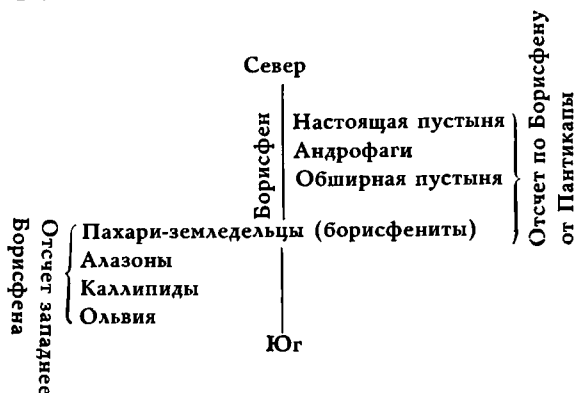 Север
Борисфен
Настоящая пустыня
Андрофаги
Обширная пустыня
Отсчет по Борисфену
от Пантикапы
Пахари-земледельцы (борисфениты)
Алазоны
Каллипиды
Ольвия
Отсчет западнее
Борисфена
Юг